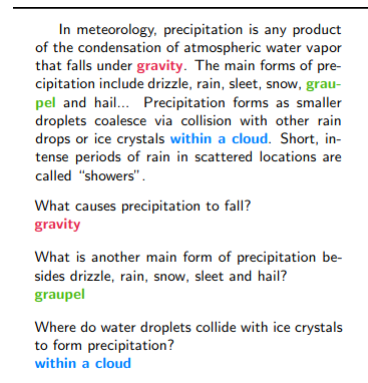 In meteorology, precipitation is any product
of the condensation of atmospheric water vapor
that falls under gravity. The main forms of pre-
cipitation include drizzle, rain, sleet, snow, grau-
pel and hail... Precipitation forms as smaller
droplets coalesce via collision with other rain
drops or ice crystals within a cloud. Short, in-
tense periods of rain in scattered locations are
called “showers”.
What causes precipitation to fall?
gravity
What is another main form of precipitation be-
sides drizzle, rain, snow, sleet and hail?
graupel
Where do water droplets collide with ice crystals
to form precipitation?
within a cloud